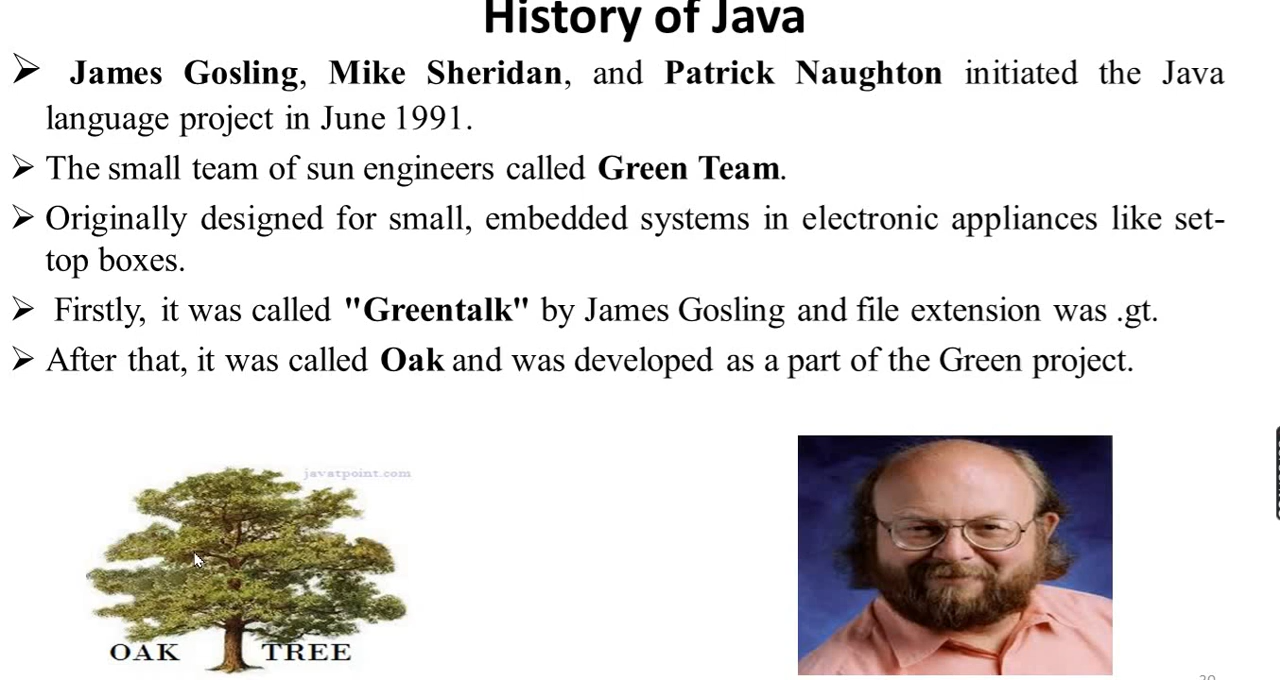 History of Java
➢ James Gosling, Mike Sheridan, and Patrick Naughton initiated the Java
language project in June 1991.
➢ The small team of sun engineers called Green Team.
➢ Originally designed for small, embedded systems in electronic appliances like set-
top boxes.
➢ Firstly, it was called "Greentalk" by James Gosling and file extension was .gt.
➢ After that, it was called Oak and was developed as a part of the Green project.
javatpoint.com
OAK TREE